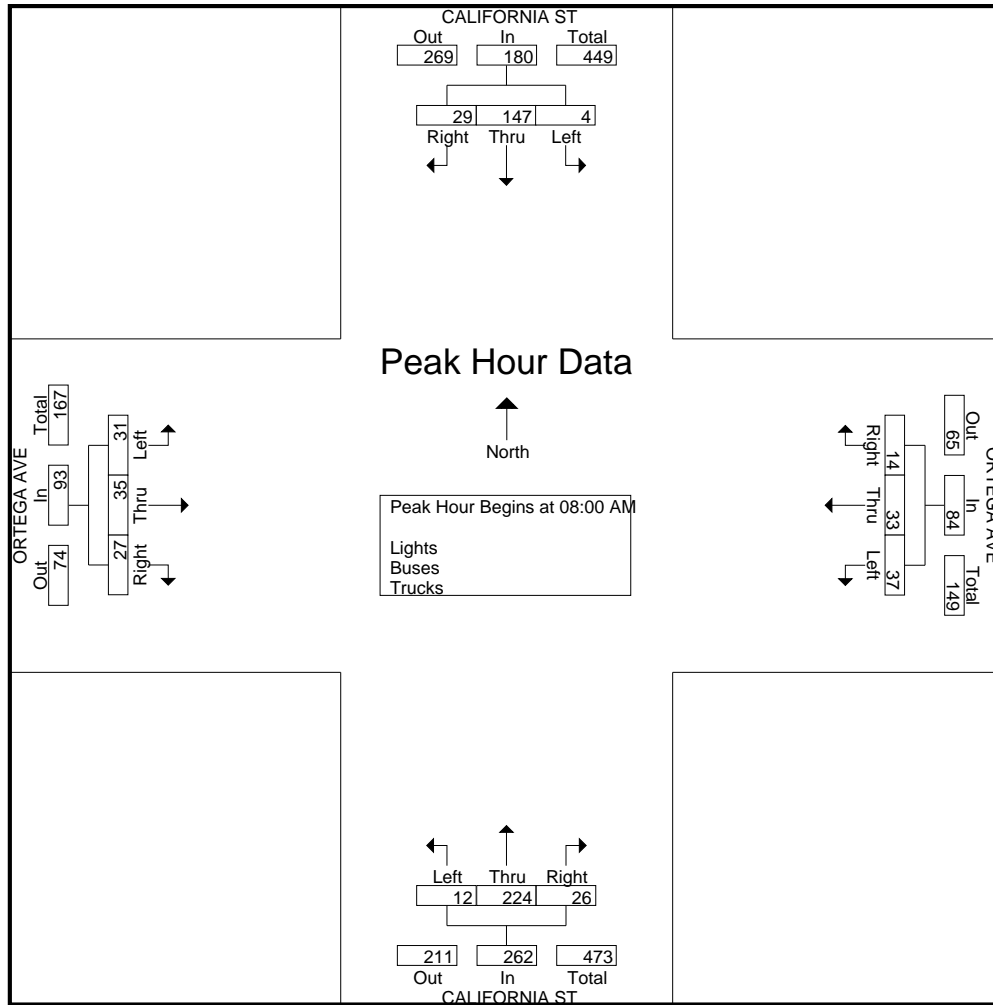 CALIFORNIA ST
Out In Total
269 180 449
29 147 4
Right Thru Left
Peak Hour Data
North
Peak Hour Begins at 08:00 AM
Lights
Buses
Trucks
ORTEGA AVE
Out In Total
74 93 167
Right Thru Left
27 35 31
ORTEGA AVE
Out In Total
65 84 149
Right Thru Left
14 33 37
Left Thru Right
12 224 26
211 262 473
Out In Total
CALIFORNIA ST